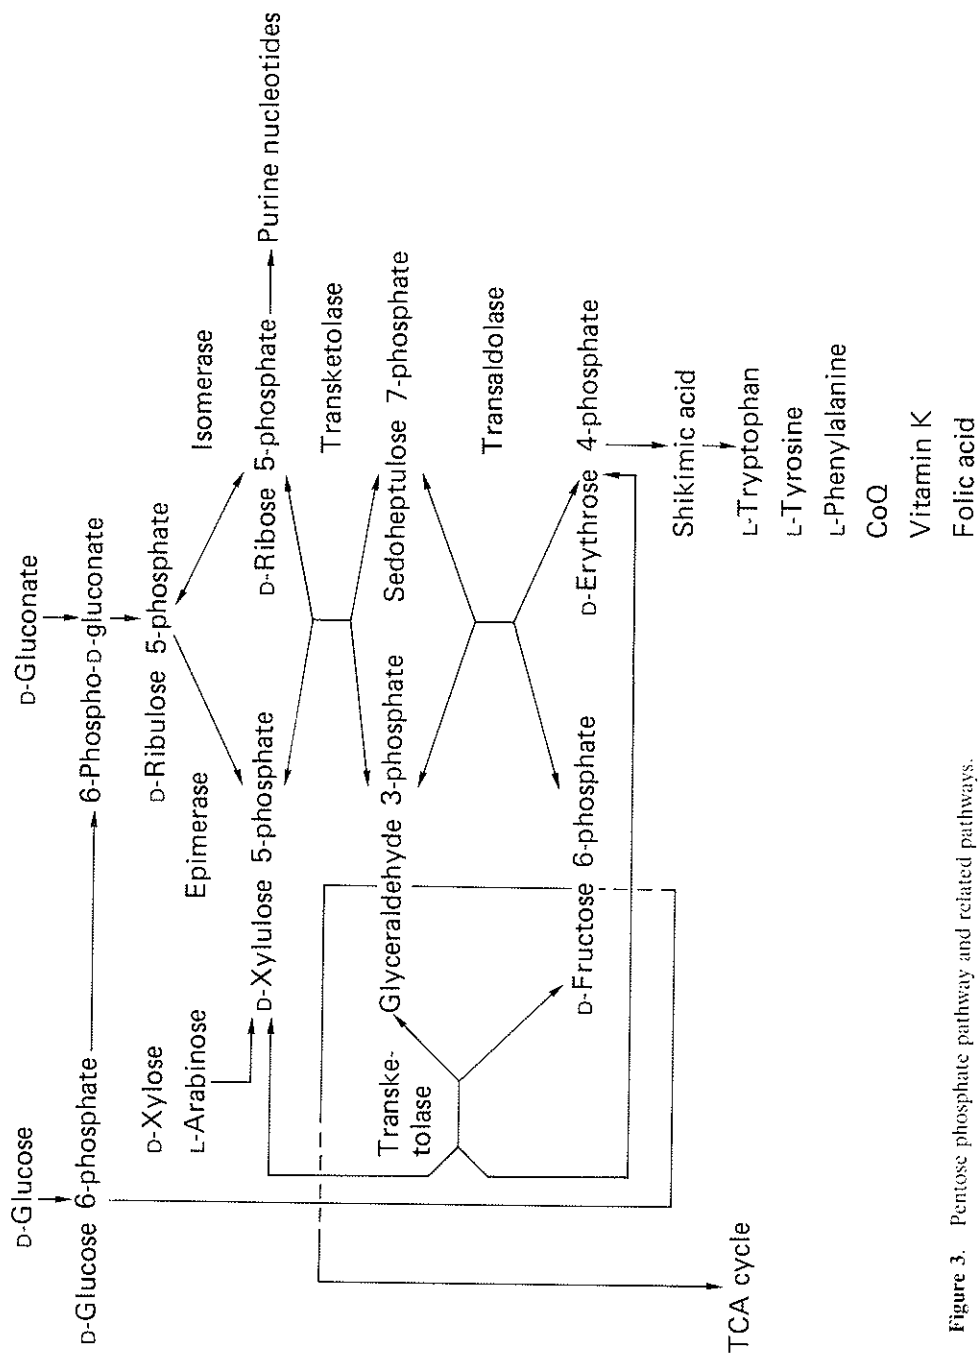 D-Glucose
D-Gluconate
D-Glucose 6-phosphate
6-Phospho-D-gluconate
D-Ribulose 5-phosphate
D-Xylose
L-Arabinose
Epimerase
Isomerase
D-Xylulose 5-phosphate
D-Ribose 5-phosphate
Purine nucleotides
Transketolase
Transke-
tolase
Glyceraldehyde 3-phosphate
Sedoheptulose 7-phosphate
Transaldolase
D-Fructose 6-phosphate
D-Erythrose 4-phosphate
Shikimic acid
TCA cycle
L-Tryptophan
L-Tyrosine
L-Phenylalanine
CoQ
Vitamin K
Folic acid
Figure 3. Pentose phosphate pathway and related pathways.